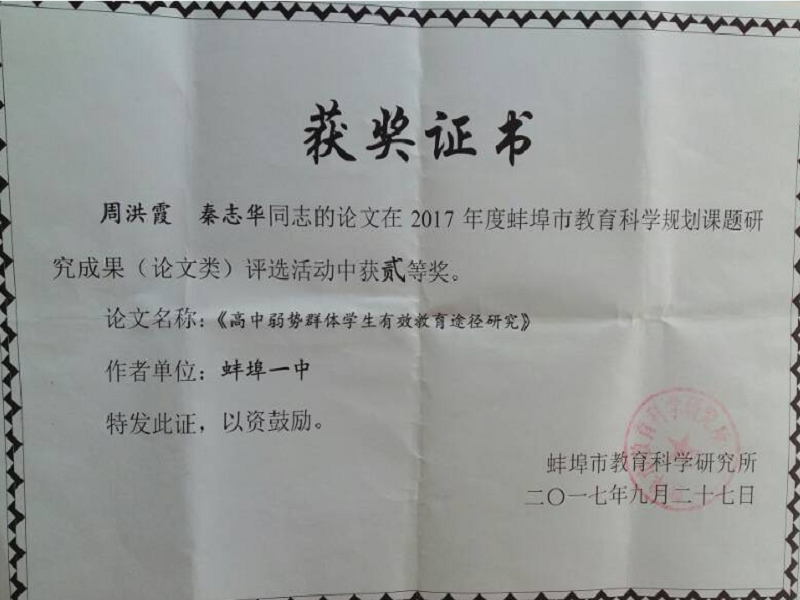 获奖证书
周洪霞 秦志华同志的论文在 2017 年度蚌埠市教育科学规划课题研
究成果（论文类）评选活动中获贰等奖。
论文名称：《高中弱势群体学生有效教育途径研究》
作者单位：蚌埠一中
特发此证，以资鼓励。
蚌埠市教育科学研究所
二〇一七年九月二十七日